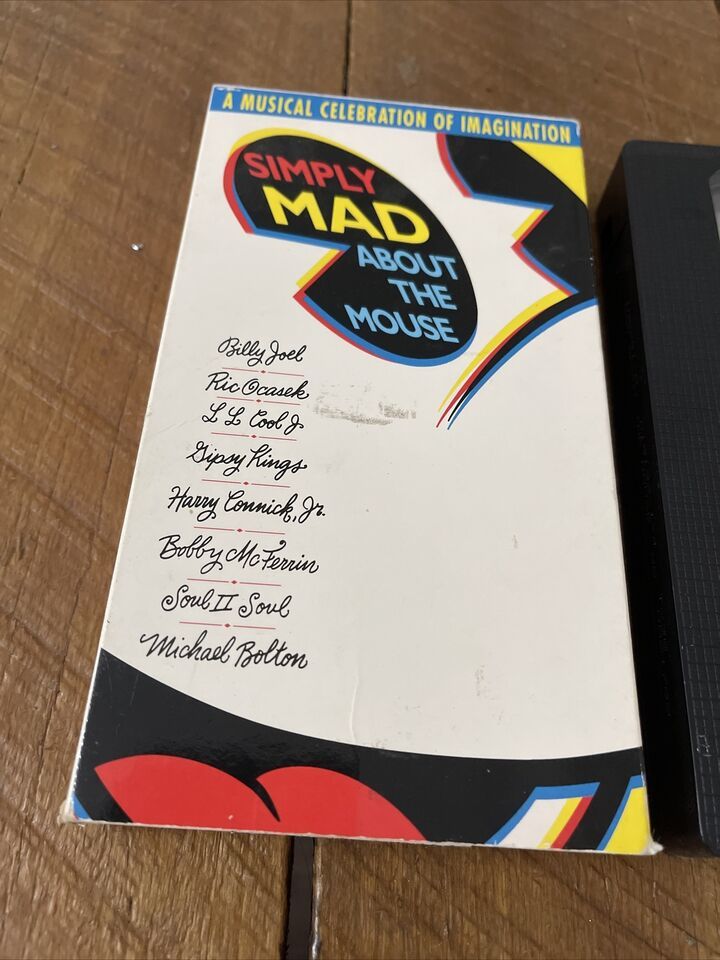 A MUSICAL CELEBRATION OF IMAGINATION
SIMPLY
MAD
ABOUT
THE
MOUSE
Billy Joel
Ric Ocasek
L L Cool J
Gipsy Kings
Harry Connick, Jr.
Bobby McFerrin
Soul II Soul
Michael Bolton